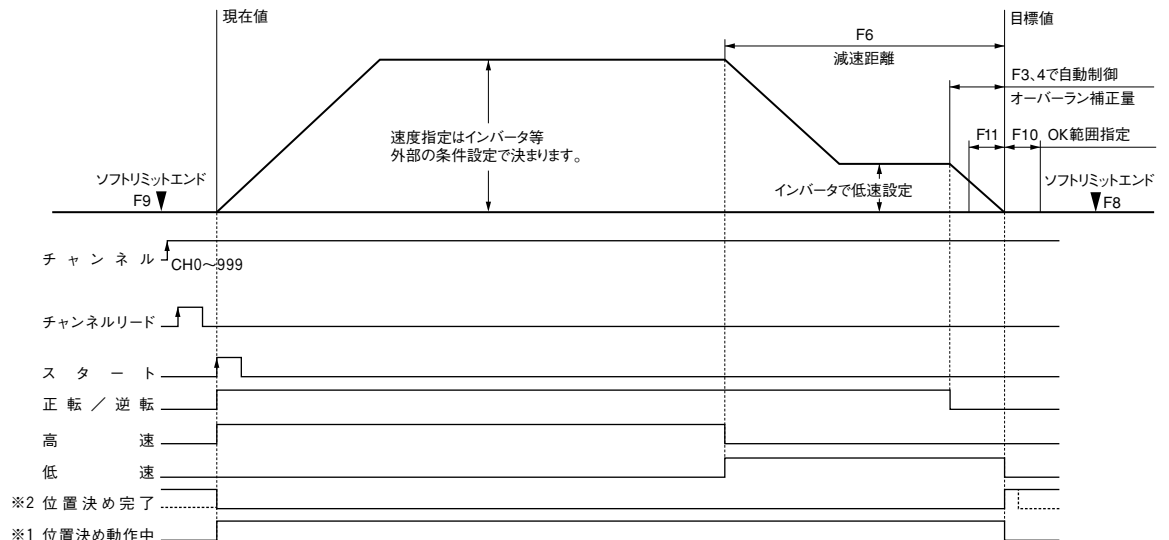 現在値
目標値
F6
減速距離
F3、4で自動制御
オーバーラン補正量
F11
F10
OK範囲指定
速度指定はインバータ等
外部の条件設定で決まります。
インバータで低速設定
ソフトリミットエンド
F9
ソフトリミットエンド
F8
チャンネル
CH0～999
チャンネルリード
スタート
正転／逆転
高速
低速
※2 位置決め完了
※1 位置決め動作中